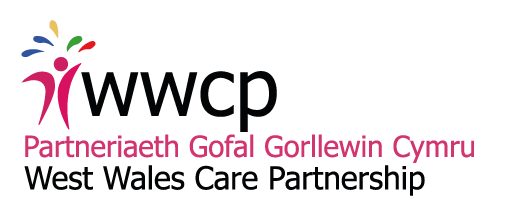 wwcp
Partneriaeth Gofal Gorllewin Cymru
West Wales Care Partnership